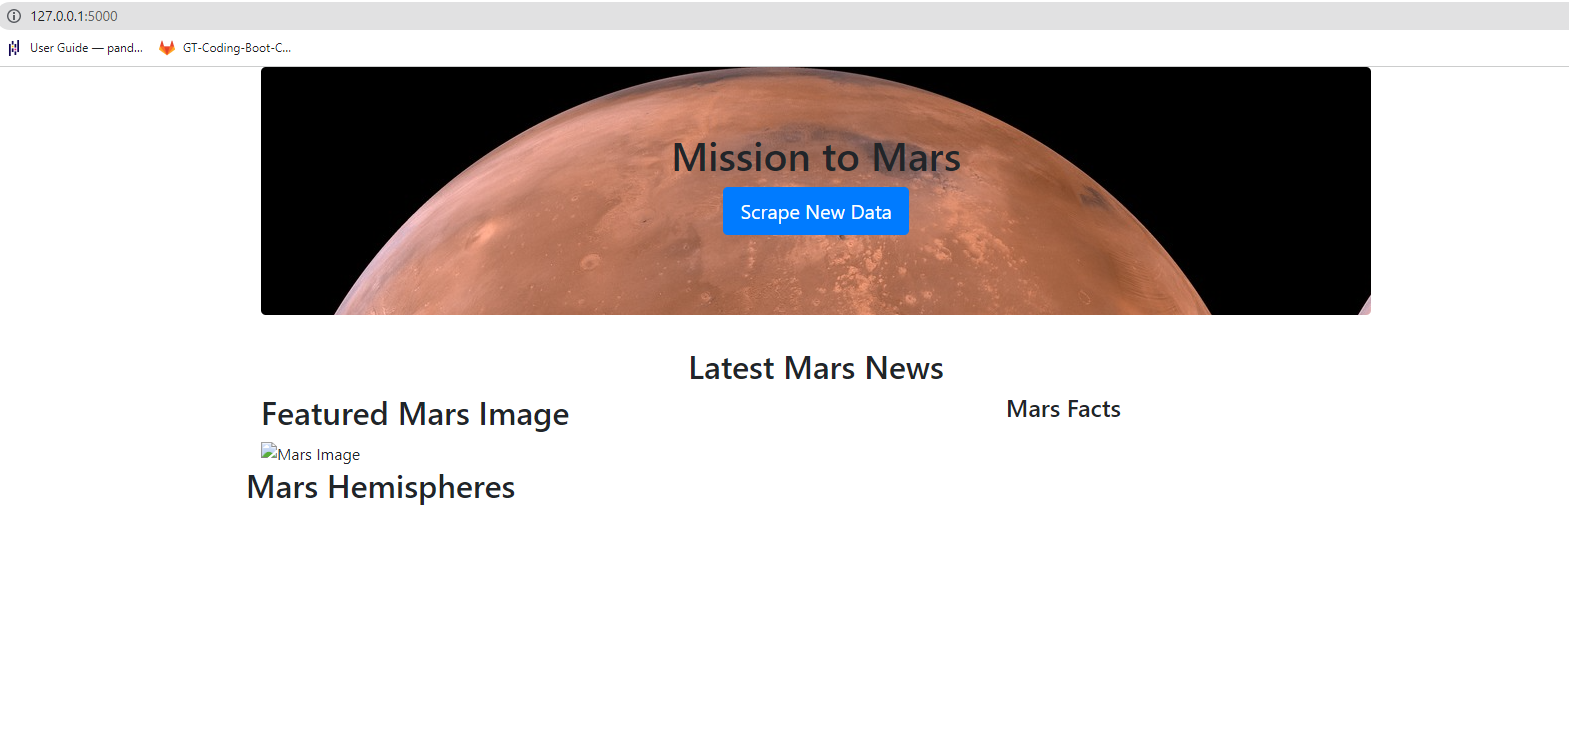 127.0.0.1:5000
User Guide — pand...
GT-Coding-Boot-C...
Mission to Mars
Scrape New Data
Latest Mars News
Featured Mars Image
Mars Facts
Mars Image
Mars Hemispheres